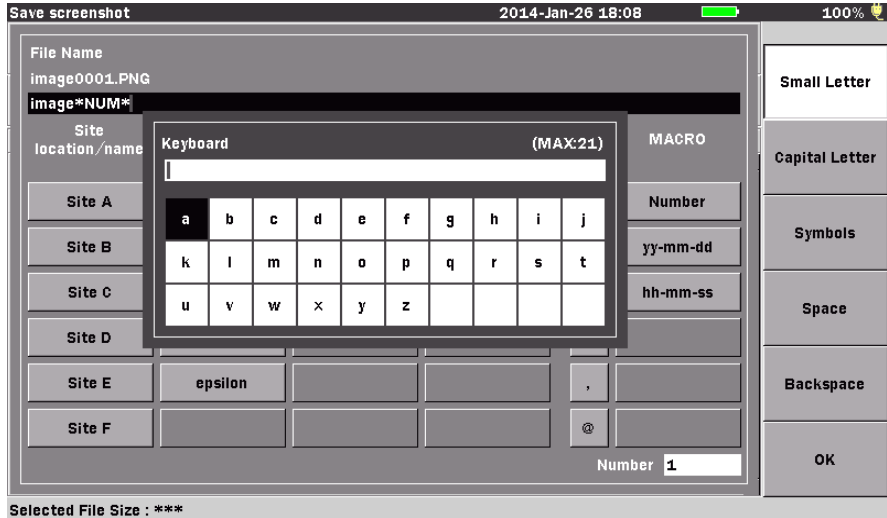 Save screenshot 2014-Jan-26 18:08 100%
File Name
image0001.PNG
image*NUM*
Site
location/name
MACRO
Keyboard (MAX:21)
a b c d e f g h i j
k l m n o p q r s t
u v w x y z
Site A Number
Site B yy-mm-dd
Site C hh-mm-ss
Site D
Site E epsilon ,
Site F @
Number 1
Small Letter
Capital Letter
Symbols
Space
Backspace
OK
Selected File Size : ***